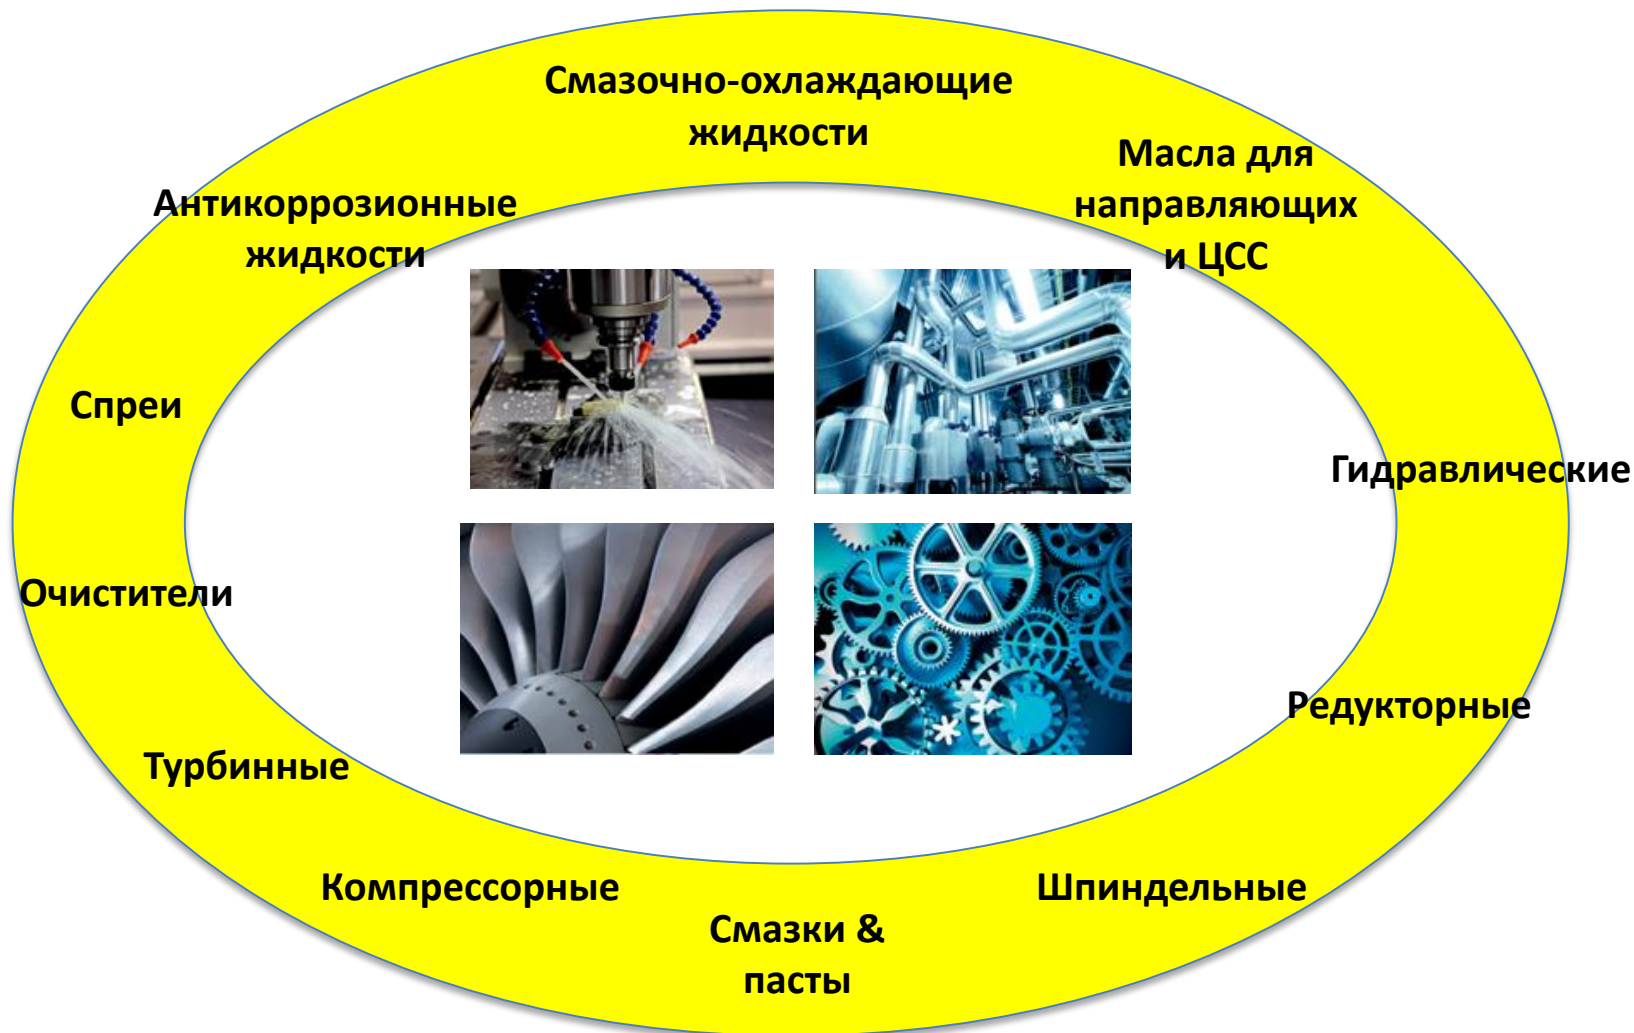 Смазочно-охлаждающие
жидкости
Масла для
направляющих
и ЦСС
Антикоррозионные
жидкости
Спреи
Гидравлические
Очистители
Редукторные
Турбинные
Компрессорные
Шпиндельные
Смазки &
пасты